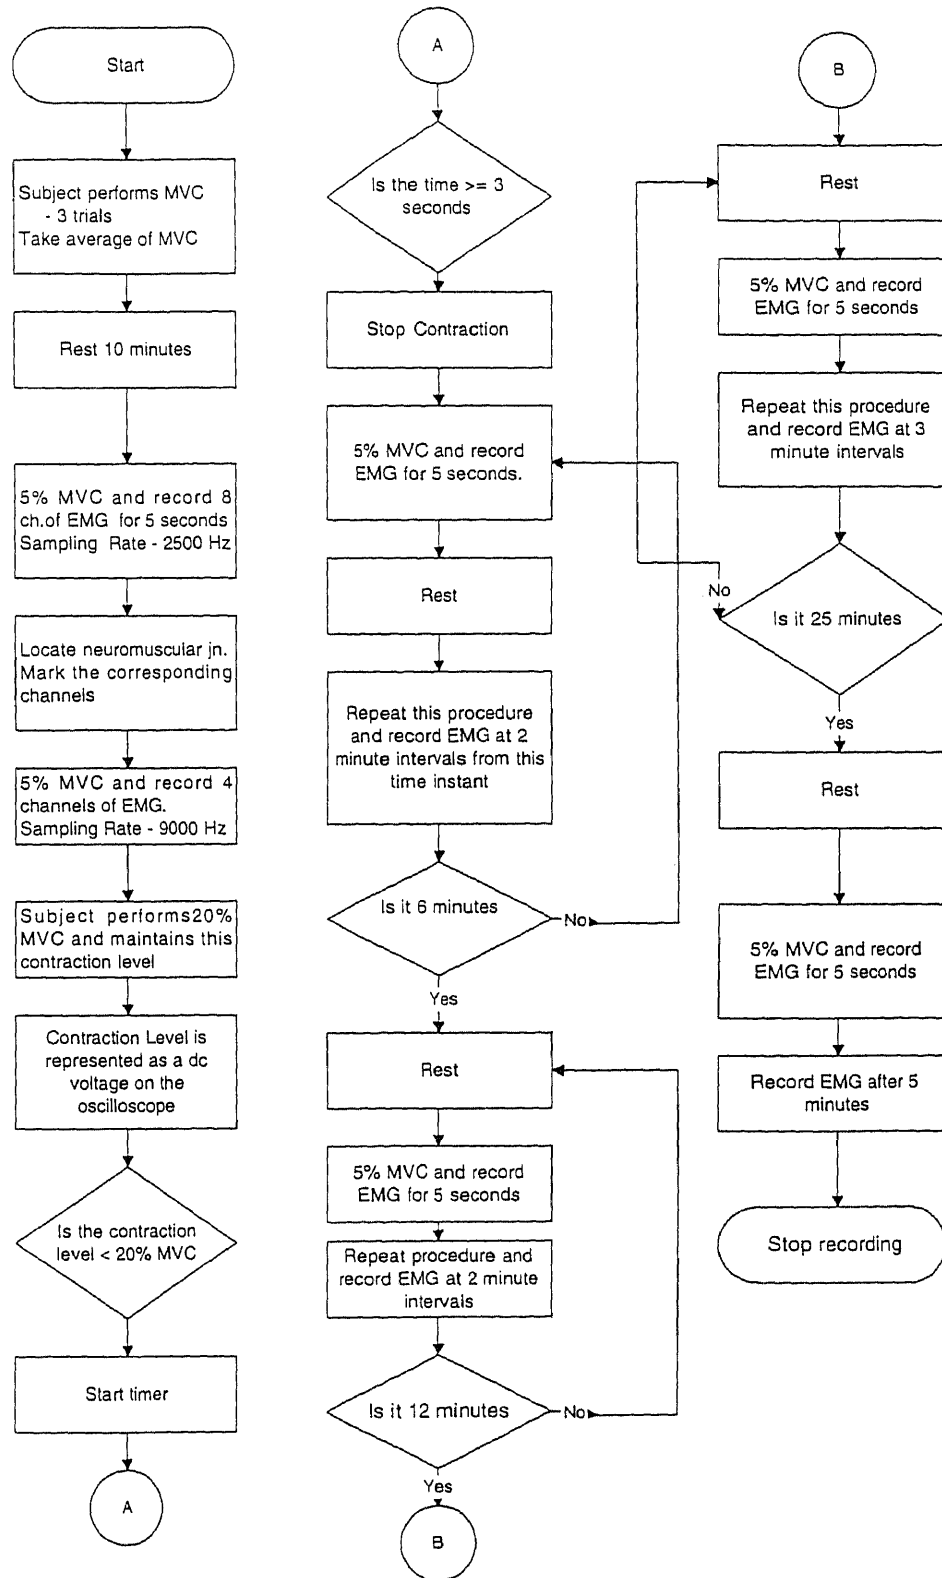 Start
Subject performs MVC
- 3 trials
Take average of MVC
Rest 10 minutes
5% MVC and record 8
ch.of EMG for 5 seconds
Sampling Rate - 2500 Hz
Locate neuromuscular jn.
Mark the corresponding
channels
5% MVC and record 4
channels of EMG.
Sampling Rate - 9000 Hz
Subject performs20%
MVC and maintains this
contraction level
Contraction Level is
represented as a dc
voltage on the
oscilloscope
Is the contraction
level < 20% MVC
Start timer
A
A
Is the time >= 3
seconds
Stop Contraction
5% MVC and record
EMG for 5 seconds.
Rest
Repeat this procedure
and record EMG at 2
minute intervals from this
time instant
Is it 6 minutes
No
Yes
Rest
5% MVC and record
EMG for 5 seconds
Repeat procedure and
record EMG at 2 minute
intervals
Is it 12 minutes
No
Yes
B
B
Rest
5% MVC and record
EMG for 5 seconds
Repeat this procedure
and record EMG at 3
minute intervals
No
Is it 25 minutes
Yes
Rest
5% MVC and record
EMG for 5 seconds
Record EMG after 5
minutes
Stop recording